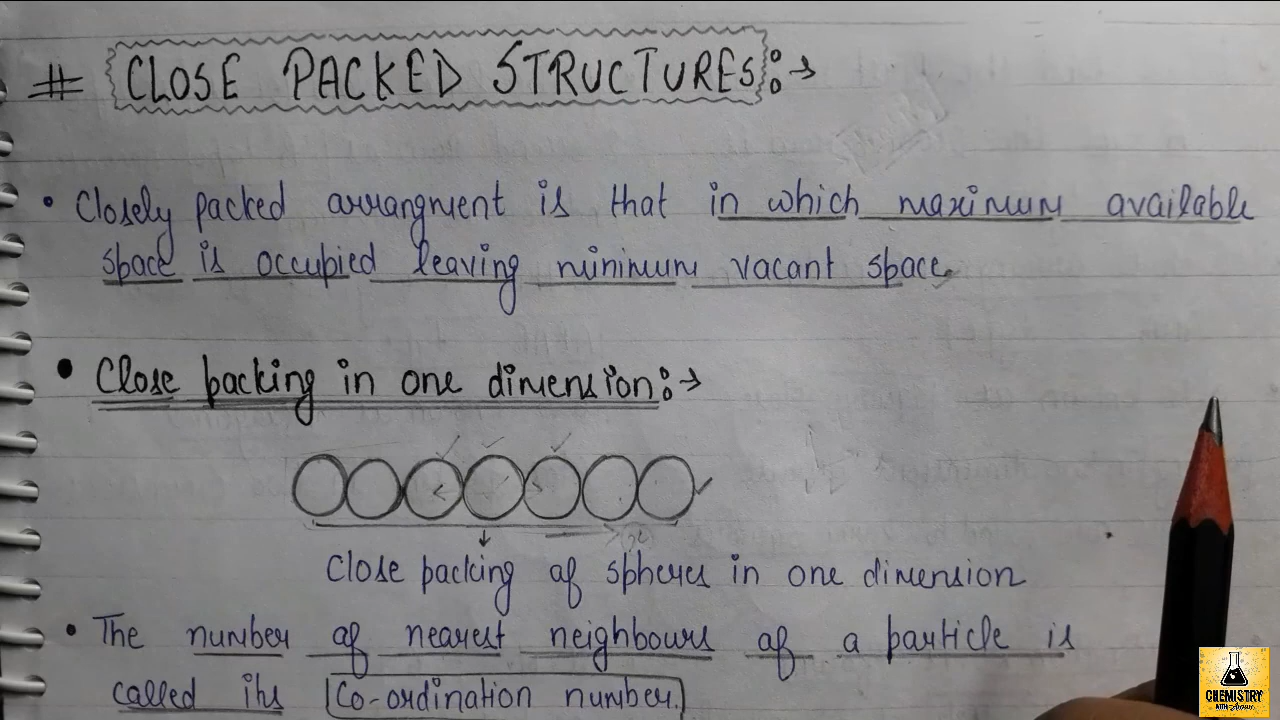 # CLOSE PACKED STRUCTURES:→
• Closely packed arrangment is that in which maximum available
space is occupied leaving minimum vacant space.
• Close packing in one dimension:→
Close packing of spheres in one dimension
• The number of nearest neighbours of a particle is
called its Co-ordination number.
CHEMISTRY